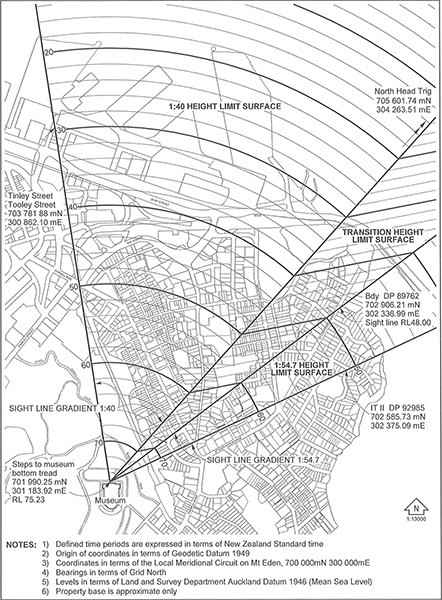 20
1:40 HEIGHT LIMIT SURFACE
North Head Trig
705 601.74 mN
304 263.51 mE
30
Tinley Street
Tooley Street
703 781 88 mN
300 862.10 mE
40
TRANSITION HEIGHT
LIMIT SURFACE
50
Bdy DP 89762
702 906.21 mN
302 336.99 mE
Sight line RL48.00
60
1:54.7 HEIGHT
LIMIT SURFACE
SIGHT LINE GRADIENT 1:40
IT II DP 92985
702 585.73 mN
302 375.09 mE
70
SIGHT LINE GRADIENT 1:54.7
Steps to museum
bottom tread
701 990.25 mN
301 183.92 mE
RL 75.23
Museum
N
1:13000
NOTES: 1) Defined time periods are expressed in terms of New Zealand Standard time
2) Origin of coordinates in terms of Geodetic Datum 1949
3) Coordinates in terms of the Local Meridional Circuit on Mt Eden, 700 000mN 300 000mE
4) Bearings in terms of Grid North
5) Levels in terms of Land and Survey Department Auckland Datum 1946 (Mean Sea Level)
6) Property base is approximate only